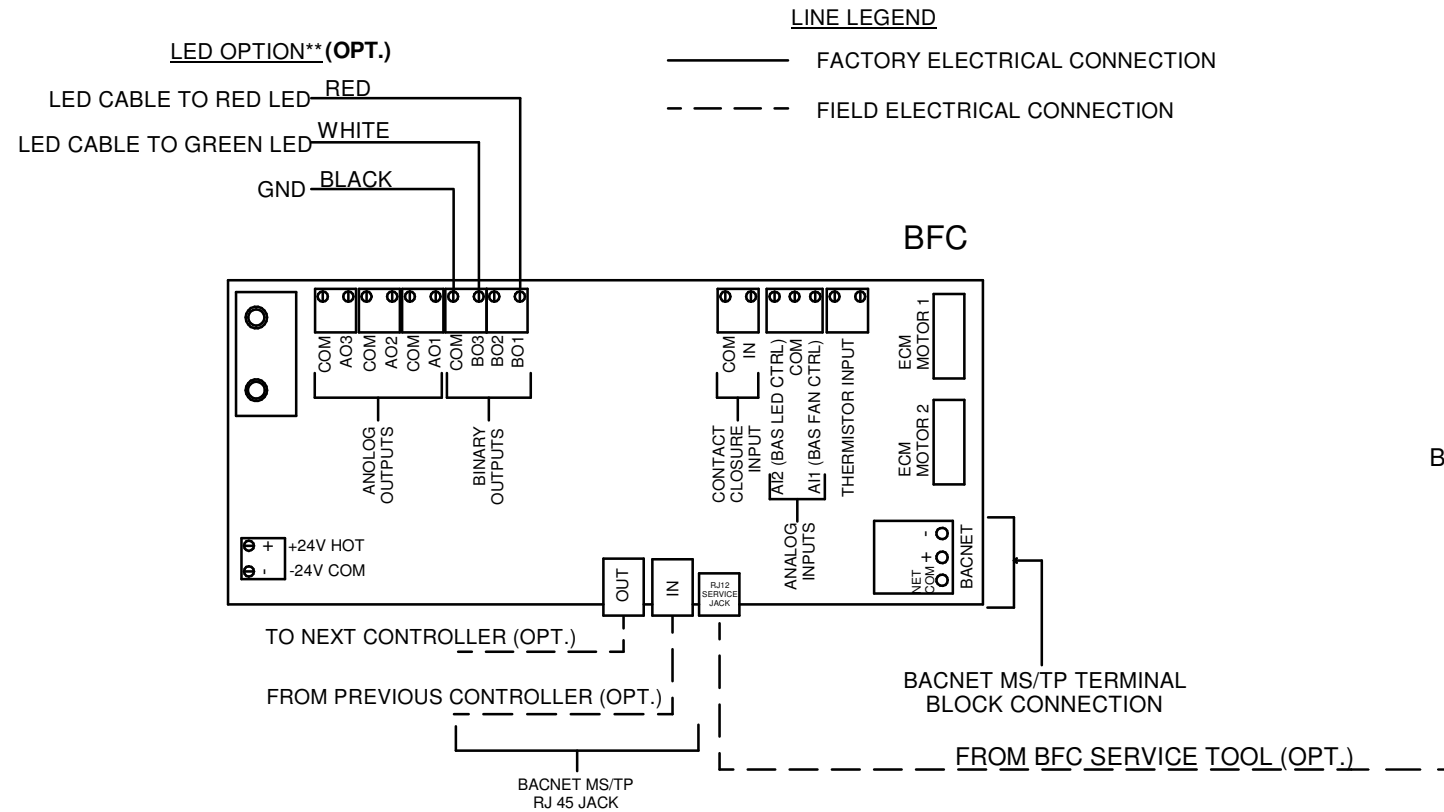 LINE LEGEND
LED OPTION** (OPT.)
FACTORY ELECTRICAL CONNECTION
LED CABLE TO RED LED RED
FIELD ELECTRICAL CONNECTION
LED CABLE TO GREEN LED WHITE
GND BLACK
BFC
COM
AO3
COM
AO2
COM
AO1
COM
BO3
BO2
BO1
ANOLOG
OUTPUTS
BINARY
OUTPUTS
COM
IN
CONTACT
CLOSURE
INPUT
AI2 (BAS LED CTRL)
COM
AI1 (BAS FAN CTRL)
ANALOG
INPUTS
THERMISTOR INPUT
ECM
MOTOR 1
ECM
MOTOR 2
B
+ +24V HOT
- -24V COM
OUT
IN
RJ12
SERVICE
JACK
-
+
NET
COM
BACNET
TO NEXT CONTROLLER (OPT.)
FROM PREVIOUS CONTROLLER (OPT.)
BACNET MS/TP TERMINAL
BLOCK CONNECTION
FROM BFC SERVICE TOOL (OPT.)
BACNET MS/TP
RJ 45 JACK